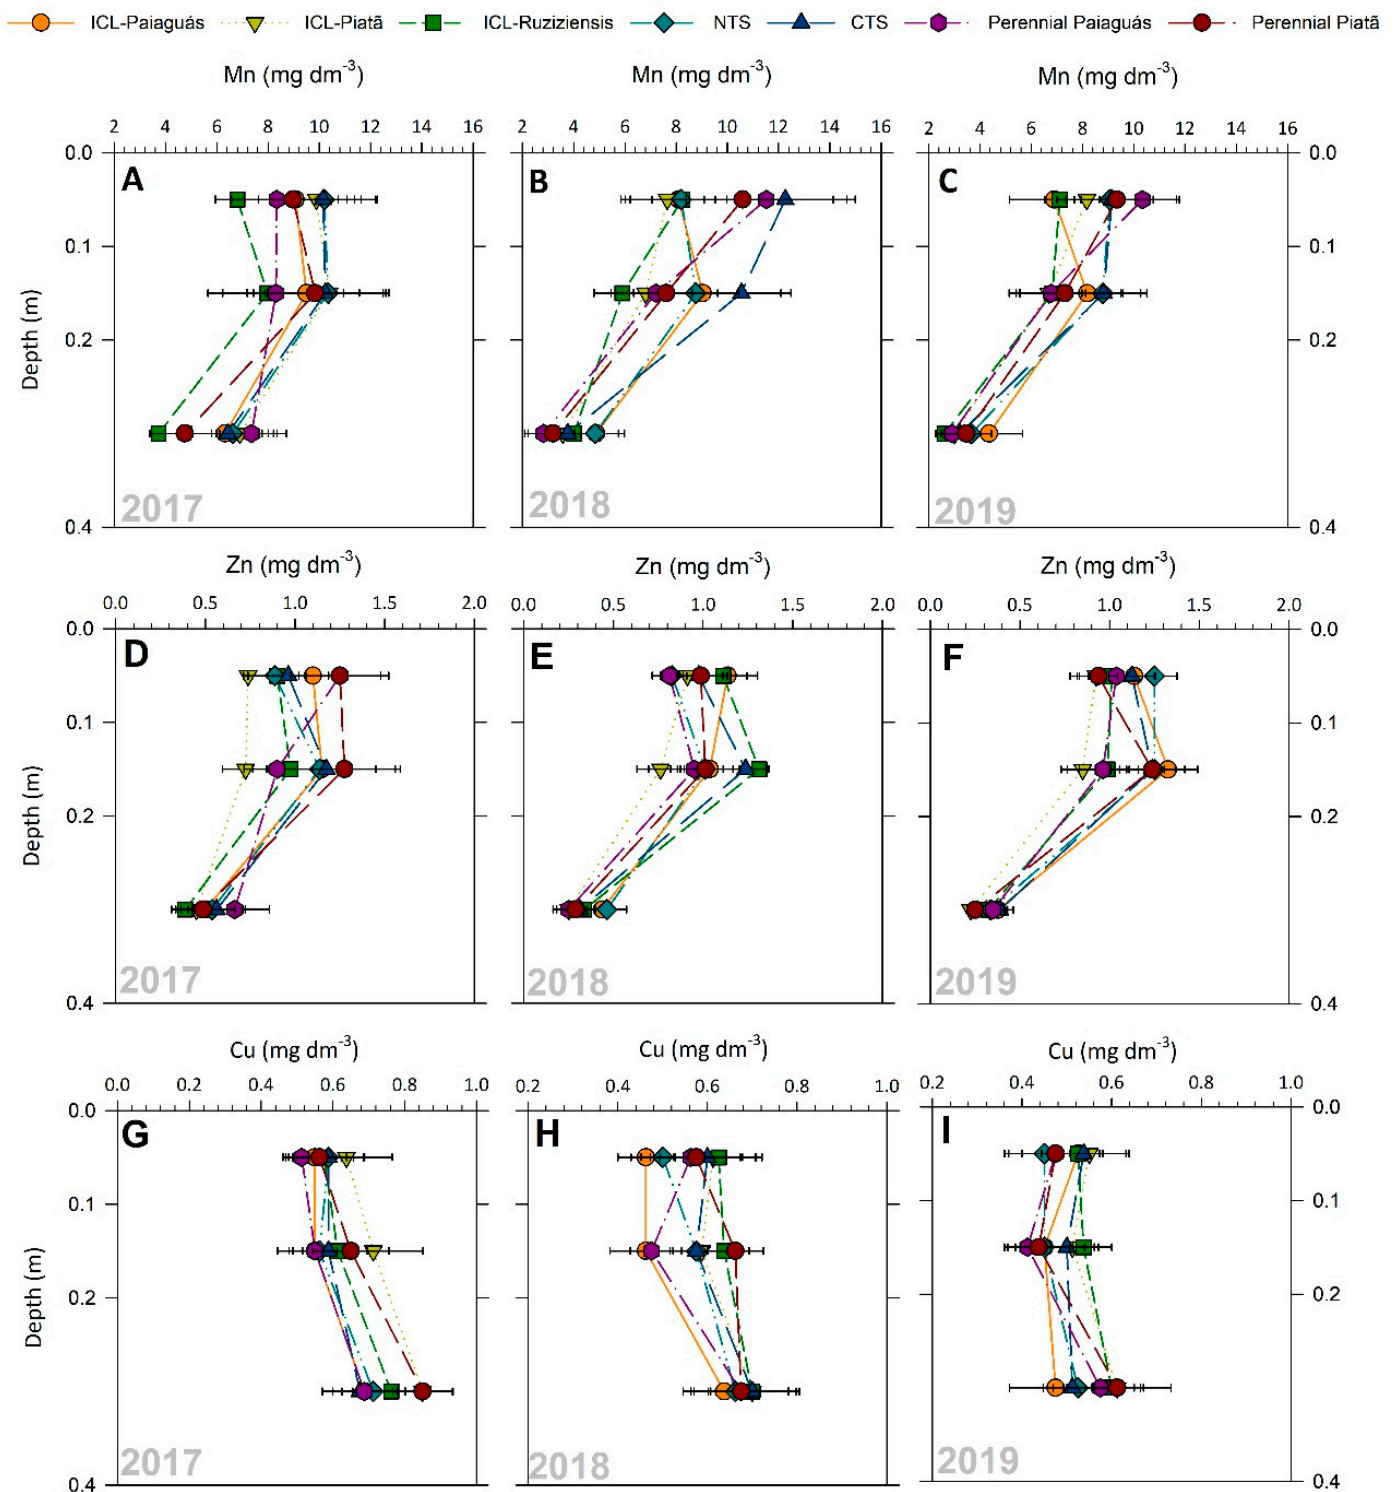 ICL-Paiaguás ICL-Piatã ICL-Ruziziensis NTS CTS Perennial Paiaguás Perennial Piatã
Mn (mg dm-3) Mn (mg dm-3) Mn (mg dm-3)
2 4 6 8 10 12 14 16 2 4 6 8 10 12 14 16 2 4 6 8 10 12 14 16
0.0 0.0
A B C
0.1 0.1
Depth (m)
0.2 0.2
2017 2018 2019
0.4 0.4
Zn (mg dm-3) Zn (mg dm-3) Zn (mg dm-3)
0.0 0.5 1.0 1.5 2.0 0.0 0.5 1.0 1.5 2.0 0.0 0.5 1.0 1.5 2.0
0.0 0.0
D E F
0.1 0.1
Depth (m)
0.2 0.2
2017 2018 2019
0.4 0.4
Cu (mg dm-3) Cu (mg dm-3) Cu (mg dm-3)
0.0 0.2 0.4 0.6 0.8 1.0 0.2 0.4 0.6 0.8 1.0 0.2 0.4 0.6 0.8 1.0
0.0 0.0
G H I
0.1 0.1
Depth (m)
0.2 0.2
2017 2018 2019
0.4 0.4